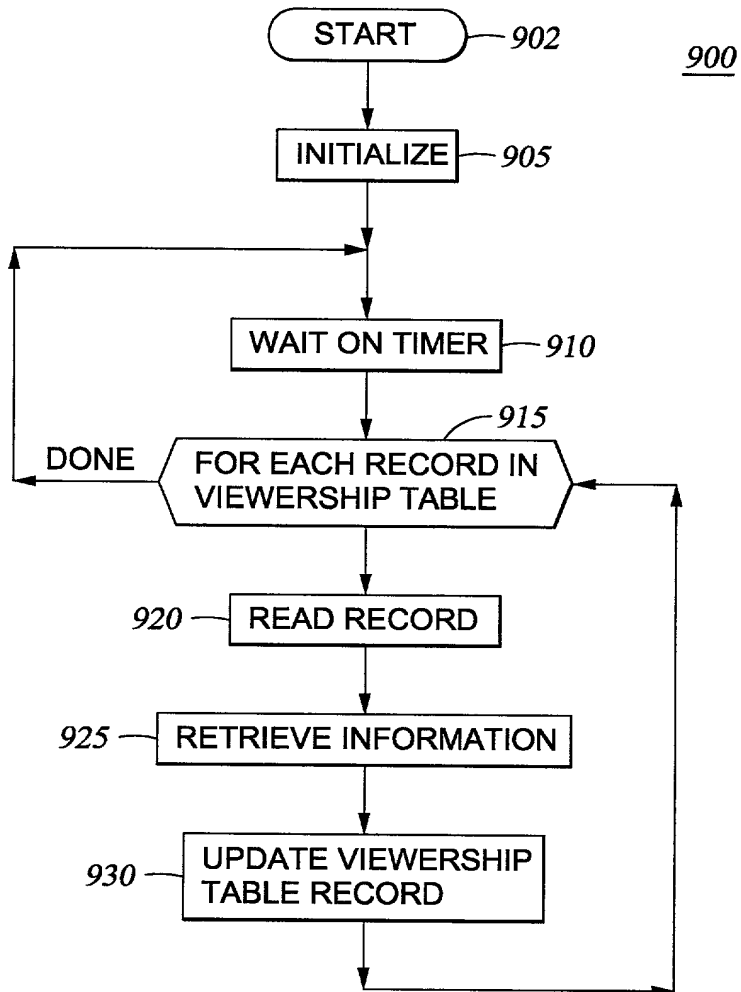 START
902
900
INITIALIZE
905
WAIT ON TIMER
910
915
DONE
FOR EACH RECORD IN
VIEWERSHIP TABLE
920
READ RECORD
925
RETRIEVE INFORMATION
930
UPDATE VIEWERSHIP
TABLE RECORD